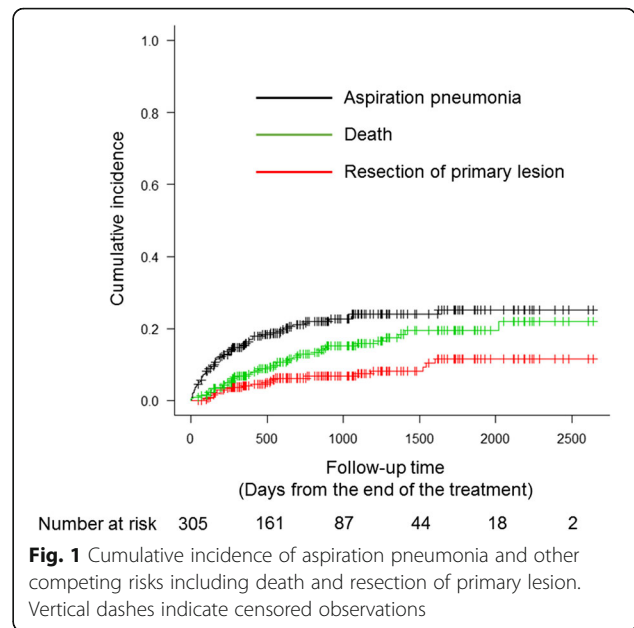 1.0
0.8
0.6
0.4
0.2
0.0
Cumulative incidence
Aspiration pneumonia
Death
Resection of primary lesion
0 500 1000 1500 2000 2500
Follow-up time
(Days from the end of the treatment)
Number at risk 305 161 87 44 18 2
Fig. 1 Cumulative incidence of aspiration pneumonia and other
competing risks including death and resection of primary lesion.
Vertical dashes indicate censored observations